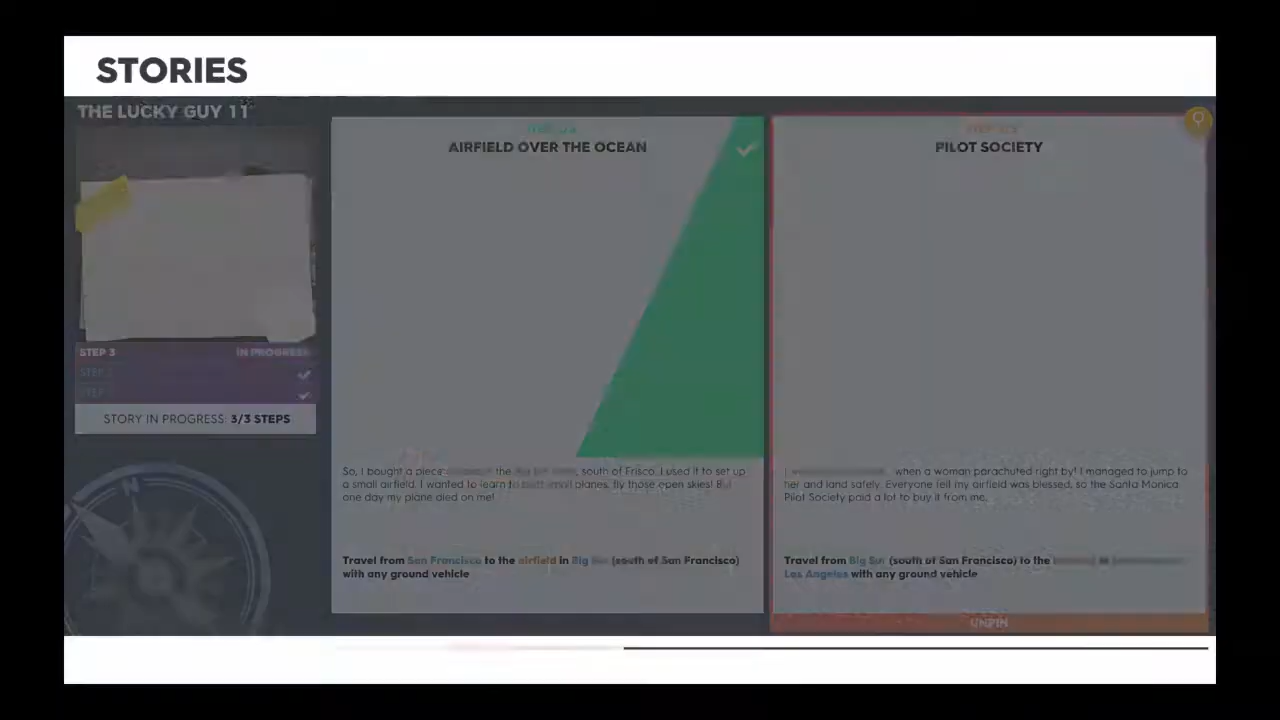 STORIES
THE LUCKY GUY 11
AIRFIELD OVER THE OCEAN
PILOT SOCIETY
STEP 3 IN PROGRESS
STORY IN PROGRESS: 3/3 STEPS
N
So, I bought a piece the south of Frisco. I used it to set up
a small airfield. I wanted to learn to small planes, fly those open skies! But
one day my plane died on me!
Travel from San Francisco to the airfield in Big Sur (south of San Francisco)
with any ground vehicle
I when a woman parachuted right by! I managed to jump to
her and land safely. Everyone felt my airfield was blessed, so the Santa Monica
Pilot Society paid a lot to buy it from me.
Travel from Big Sur (south of San Francisco) to the
Los Angeles with any ground vehicle
UNPIN